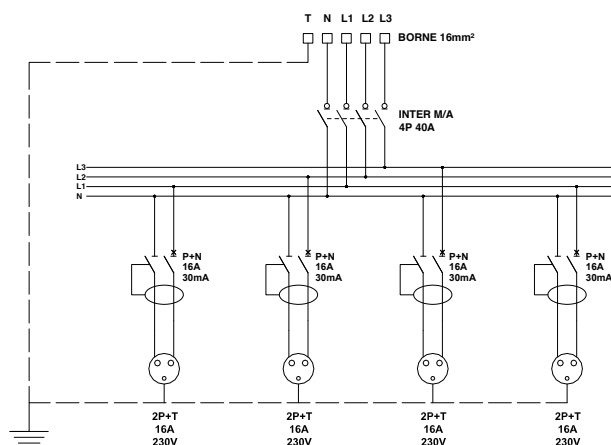 T N L1 L2 L3
BORNE 16mm²
INTER M/A
4P 40A
L3
L2
L1
N
P+N
16A
30mA
P+N
16A
30mA
P+N
16A
30mA
P+N
16A
30mA
2P+T
16A
230V
2P+T
16A
230V
2P+T
16A
230V
2P+T
16A
230V